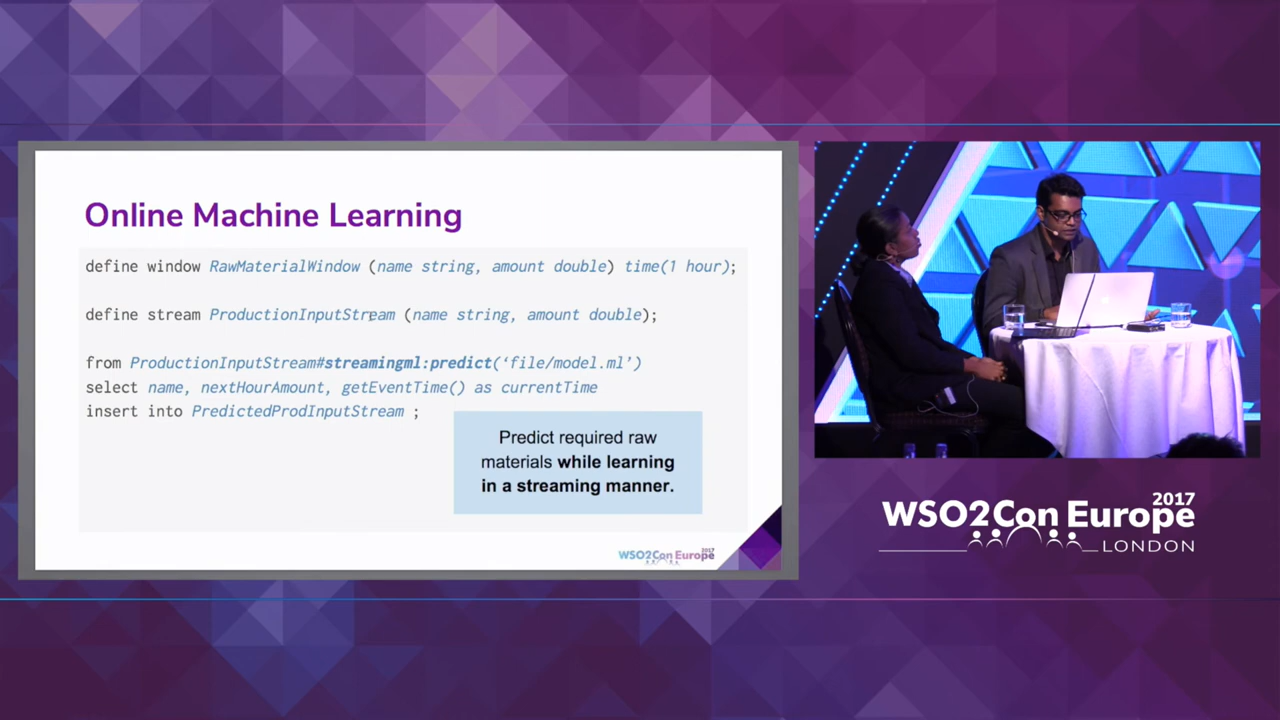 Online Machine Learning
define window RawMaterialWindow (name string, amount double) time(1 hour);
define stream ProductionInputStream (name string, amount double);
from ProductionInputStream#streamingml:predict(‘file/model.ml’)
select name, nextHourAmount, getEventTime() as currentTime
insert into PredictedProdInputStream ;
Predict required raw
materials while learning
in a streaming manner.
WSO2Con Europe 2017
WSO2Con Europe 2017
LONDON